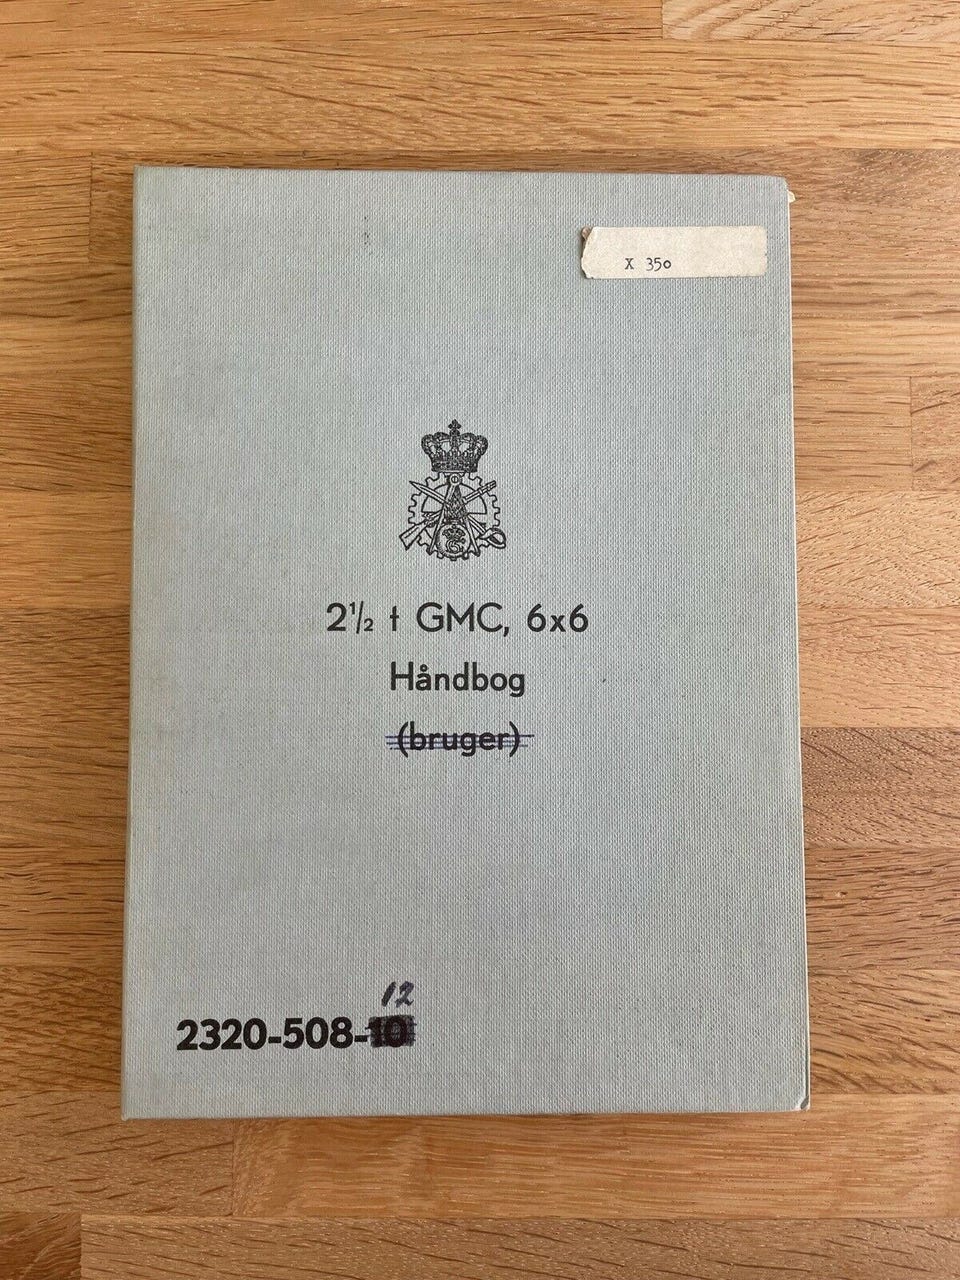 X 350
2½ t GMC, 6x6
Håndbog
(bruger)
12
2320-508-10